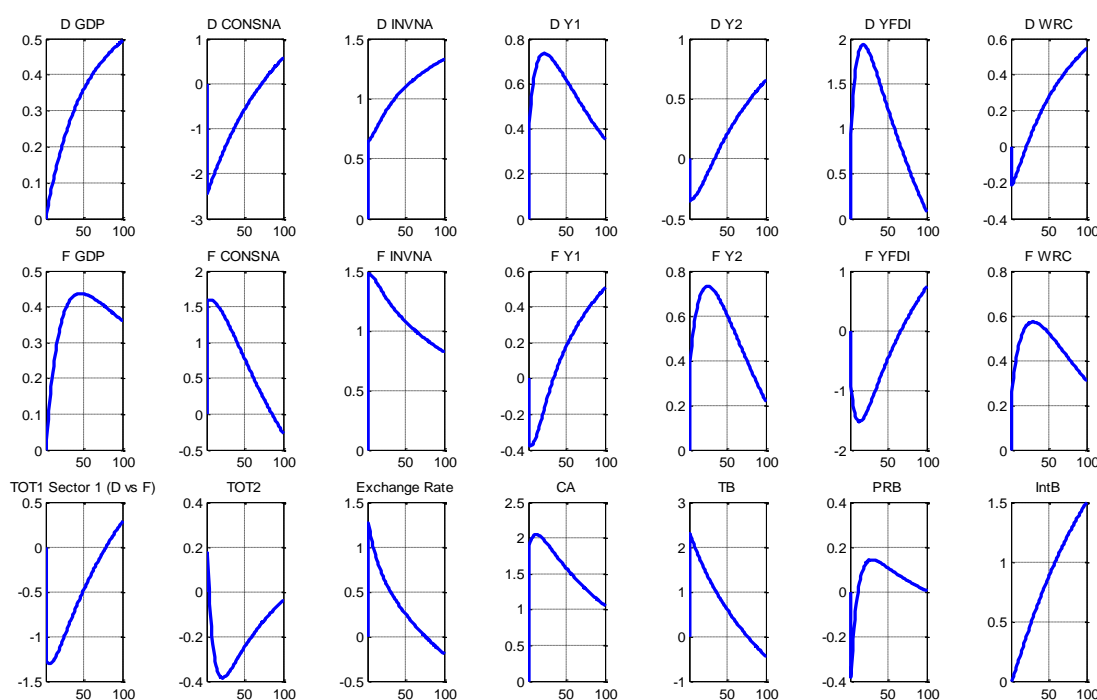 D GDP D CONSNA D INVNA D Y1 D Y2 D YFDI D WRC
0.5 1 1.5 0.8 1 2 0.6
0.4 0 0.6 0.5 1.5 0.4
0.3 -1 1 0.4 0 1 0.2
0.2 -2 0.5 0.2 0.5 0
0.1 -0.2
0 -3 0 0 -0.5 0 -0.4
50 100 50 100 50 100 50 100 50 100 50 100 50 100
F GDP F CONSNA F INVNA F Y1 F Y2 F YFDI F WRC
0.5 2 1.5 0.6 0.8 1 0.8
0.4 1.5 0.4 0.6 0 0.6
0.3 1 1 0.2 0.4 0.4
0.2 0.5 0.5 0 0.2 -1 0.2
0.1 0 -0.2
0 -0.5 0 -0.4 0 -2 0
50 100 50 100 50 100 50 100 50 100 50 100 50 100
TOT1 Sector 1 (D vs F) TOT2 Exchange Rate CA TB PRB IntB
0.5 0.4 1.5 2.5 3 0.4 1.5
0 0.2 1 2 2 0.2 1
-0.5 0 0.5 1.5 1 0
-1 -0.2 0 1 0 -0.2 0.5
0.5
-1.5 -0.4 -0.5 0 -1 -0.4 0
50 100 50 100 50 100 50 100 50 100 50 100 50 100